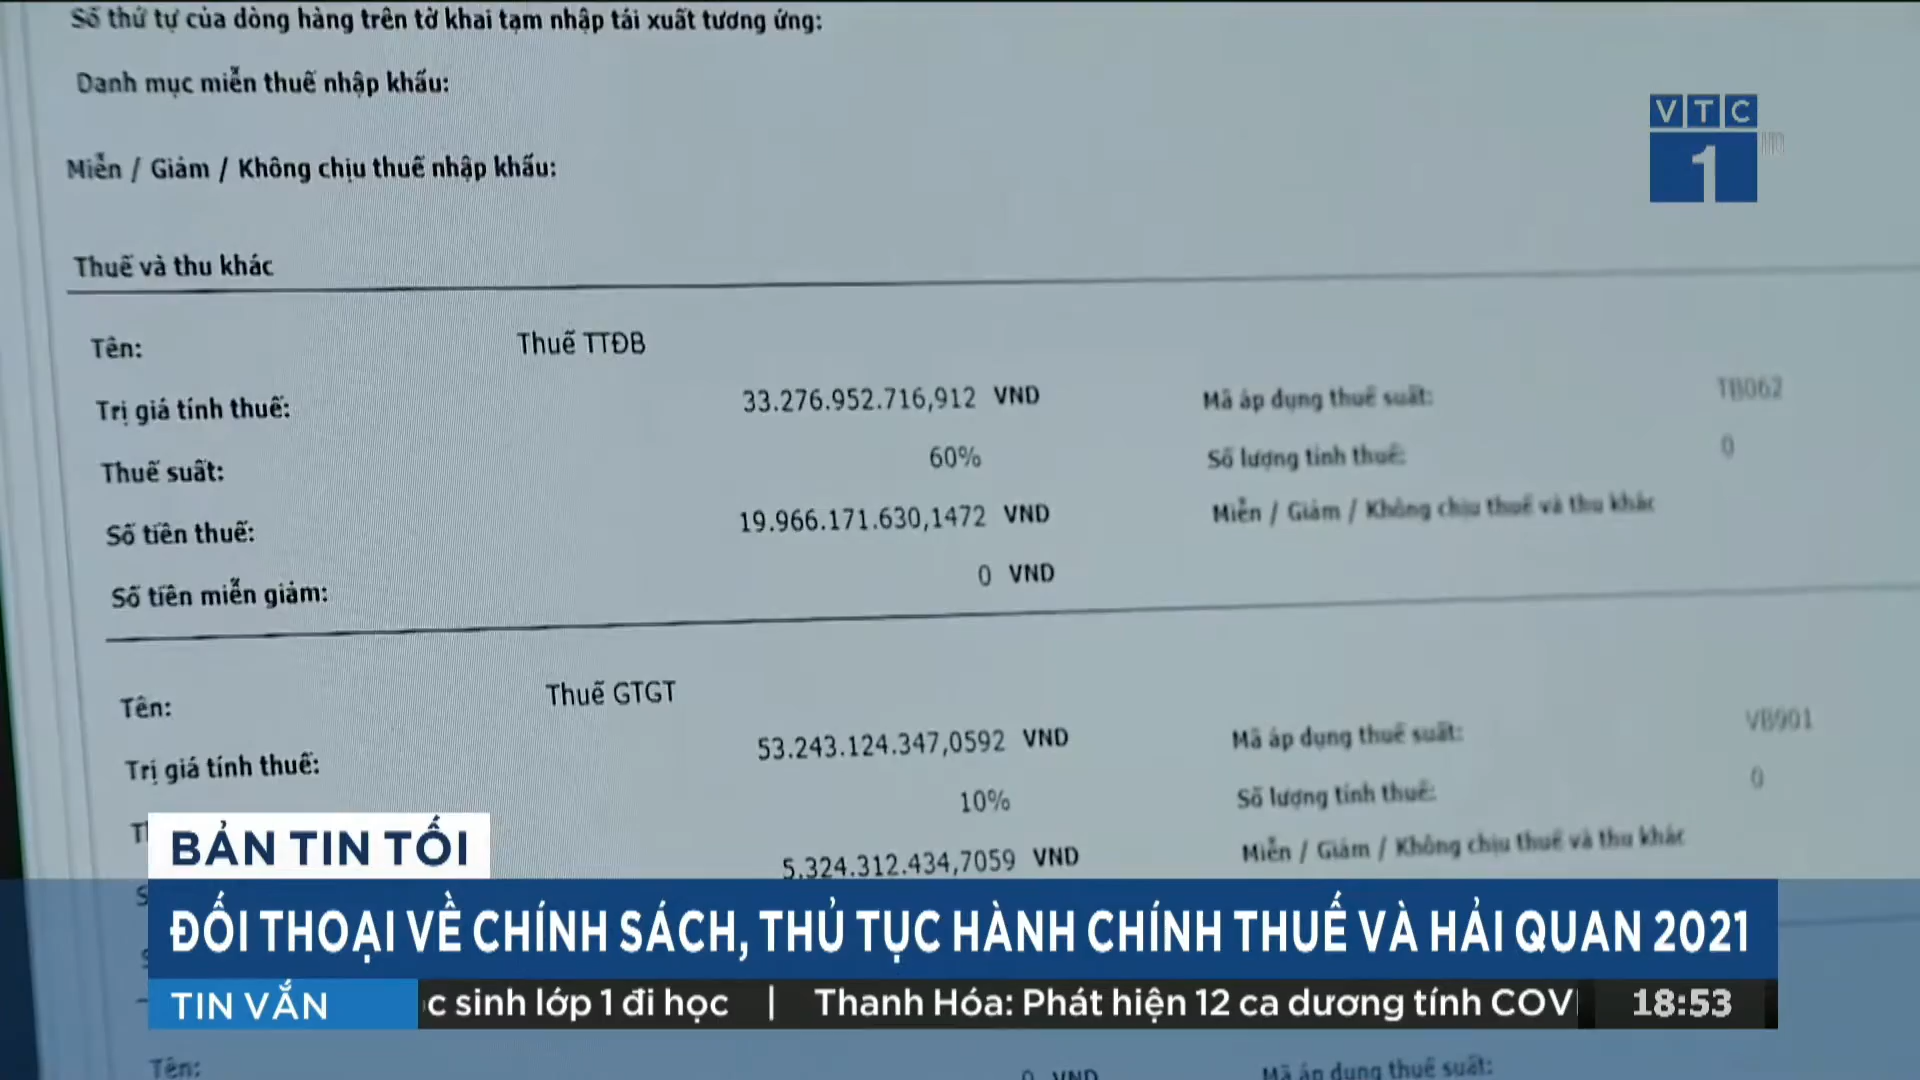 Số thứ tự của dòng hàng trên tờ khai tạm nhập tái xuất tương ứng:
Danh mục miễn thuế nhập khẩu:
VTC
1
HD
Miễn / Giảm / Không chịu thuế nhập khẩu:
Thuế và thu khác
Tên: Thuế TTĐB
Trị giá tính thuế: 33.276.952.716,912 VND Mã áp dụng thuế suất: TB062
Thuế suất: 60% Số lượng tính thuế: 0
Số tiền thuế: 19.966.171.630,1472 VND Miễn / Giảm / Không chịu thuế và thu khác
Số tiền miễn giảm: 0 VND
Tên: Thuế GTGT
Trị giá tính thuế: 53.243.124.347,0592 VND Mã áp dụng thuế suất: VB901
10% Số lượng tính thuế: 0
5.324.312.434,7059 VND Miễn / Giảm / Không chịu thuế và thu khác
BẢN TIN TỐI
ĐỐI THOẠI VỀ CHÍNH SÁCH, THỦ TỤC HÀNH CHÍNH THUẾ VÀ HẢI QUAN 2021
TIN VẮN c sinh lớp 1 đi học | Thanh Hóa: Phát hiện 12 ca dương tính COV 18:53
Tên: 0 VND Mã áp dụng thuế suất: